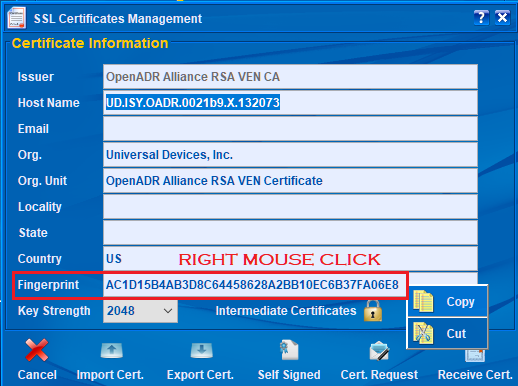 SSL Certificates Management
Certificate Information
Issuer OpenADR Alliance RSA VEN CA
Host Name UD.ISY.OADR.0021b9.X.132073
Email
Org. Universal Devices, Inc.
Org. Unit OpenADR Alliance RSA VEN Certificate
Locality
State
Country US RIGHT MOUSE CLICK
Fingerprint AC1D15B4AB3D8C64458628A2BB10EC6B37FA06E8
Key Strength 2048 Intermediate Certificates
Copy
Cut
Cancel Import Cert. Export Cert. Self Signed Cert. Request Receive Cert.